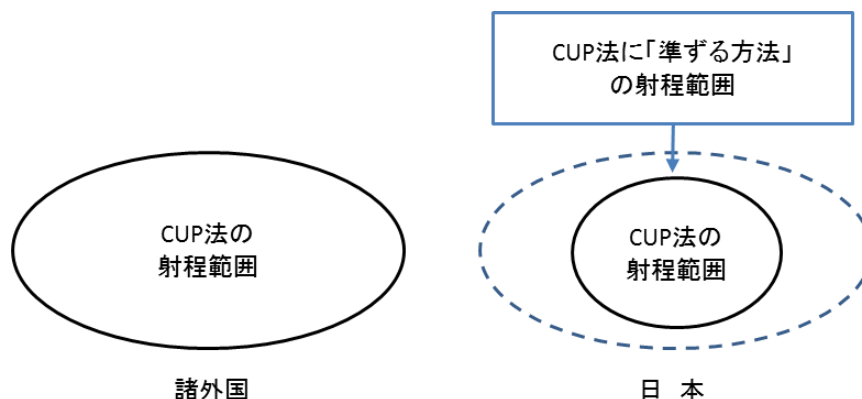 CUP法に「準ずる方法」
の射程範囲
CUP法の
射程範囲
CUP法の
射程範囲
諸外国
日 本